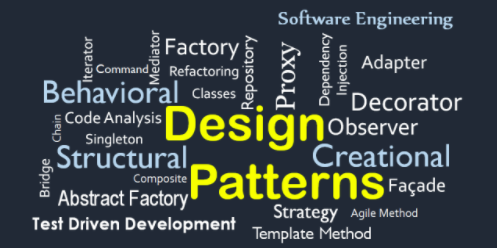 Software Engineering
Iterator
Mediator
Factory
Repository
Proxy
Dependency
Injection
Adapter
Command
Refactoring
Behavioral
Classes
Decorator
Chain
Code Analysis
Design
Observer
Singleton
Bridge
Structural
Creational
Composite
Patterns
Façade
Abstract Factory
Strategy
Agile Method
Test Driven Development
Template Method